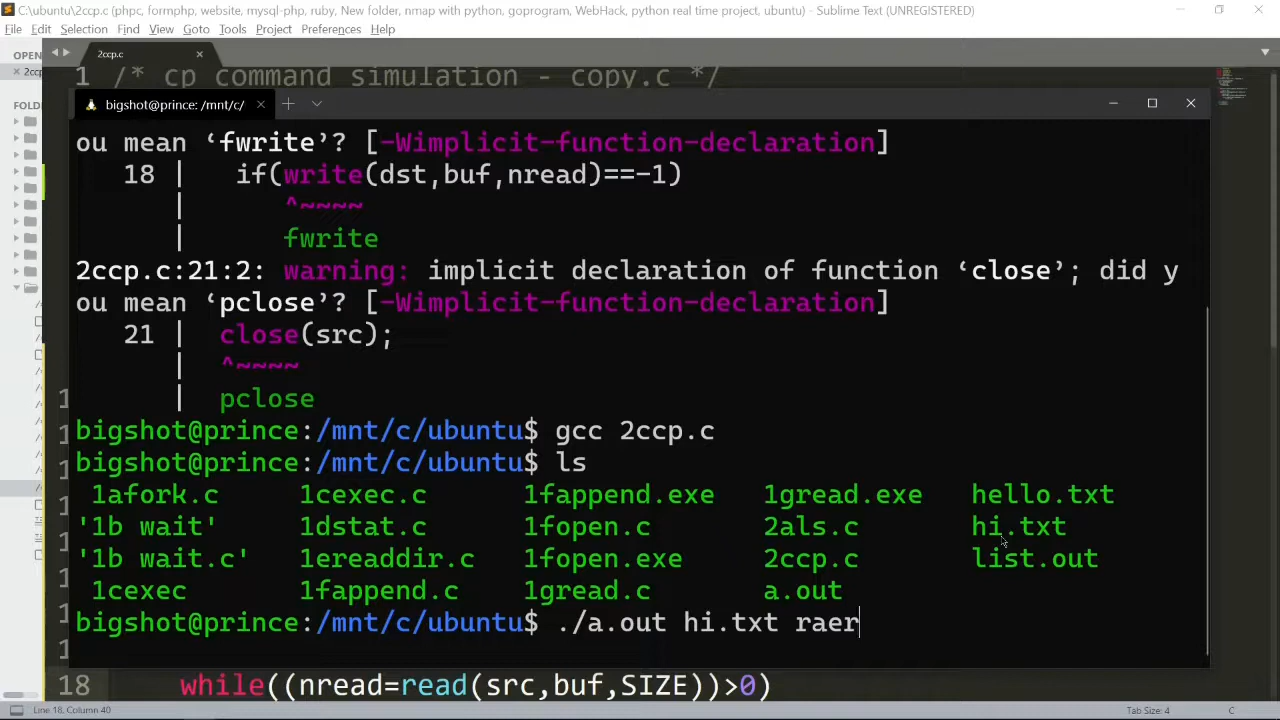 C:\ubuntu\2ccp.c (phpc, formphp, website, mysql-php, ruby, New folder, nmap with python, goprogram, WebHack, python real time project, ubuntu) - Sublime Text (UNREGISTERED)
File Edit Selection Find View Goto Tools Project Preferences Help
OPEN
2ccp.c
2ccp
1 /* cp command simulation - copy.c */
FOLD
bigshot@prince: /mnt/c/
ou mean ‘fwrite’? [-Wimplicit-function-declaration]
18 | if(write(dst,buf,nread)==-1)
| ^~~~~
| fwrite
2ccp.c:21:2: warning: implicit declaration of function ‘close’; did y
ou mean ‘pclose’? [-Wimplicit-function-declaration]
21 | close(src);
| ^~~~~
| pclose
bigshot@prince:/mnt/c/ubuntu$ gcc 2ccp.c
bigshot@prince:/mnt/c/ubuntu$ ls
1afork.c 1cexec.c 1fappend.exe 1gread.exe hello.txt
'1b wait' 1dstat.c 1fopen.c 2als.c hi.txt
'1b wait.c' 1ereaddir.c 1fopen.exe 2ccp.c list.out
1cexec 1fappend.c 1gread.c a.out
bigshot@prince:/mnt/c/ubuntu$ ./a.out hi.txt raer
18 while((nread=read(src,buf,SIZE))>0)
Line 18, Column 40
Tab Size: 4
C